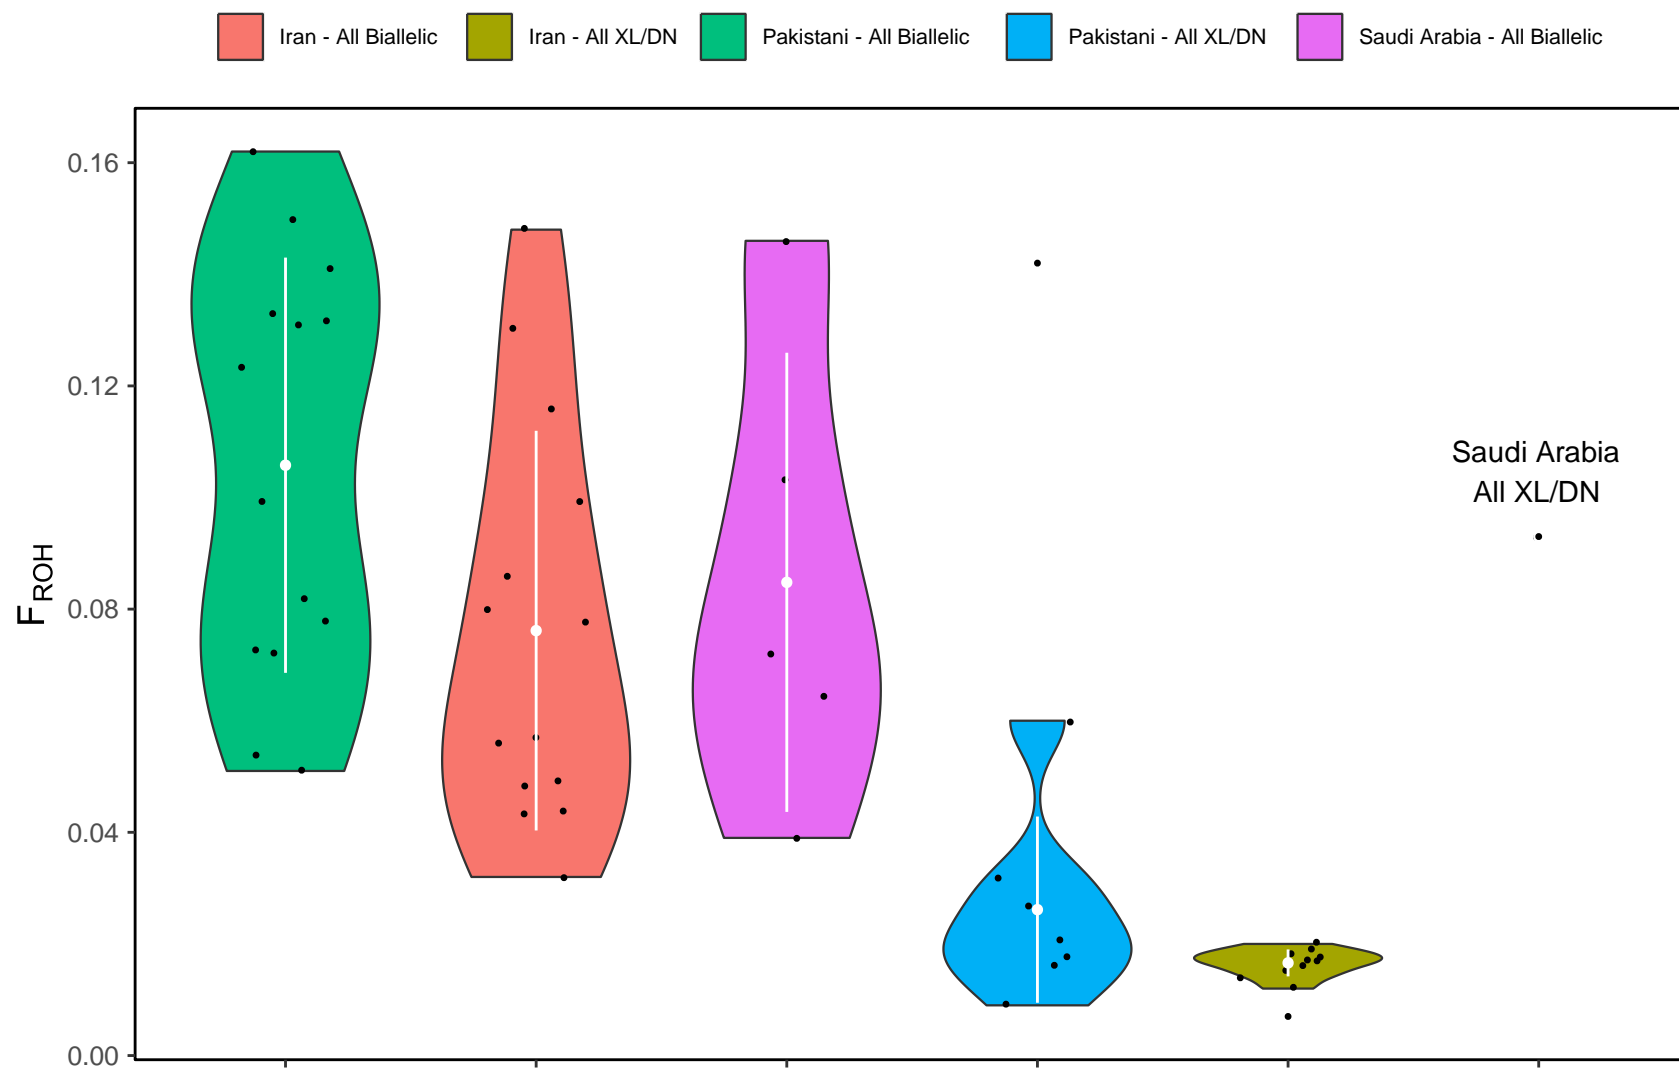 Iran - All Biallelic
Iran - All XL/DN
Pakistani - All Biallelic
Pakistani - All XL/DN
Saudi Arabia - All Biallelic
0.16
0.12
0.08
0.04
0.00
FROH
Saudi Arabia
All XL/DN